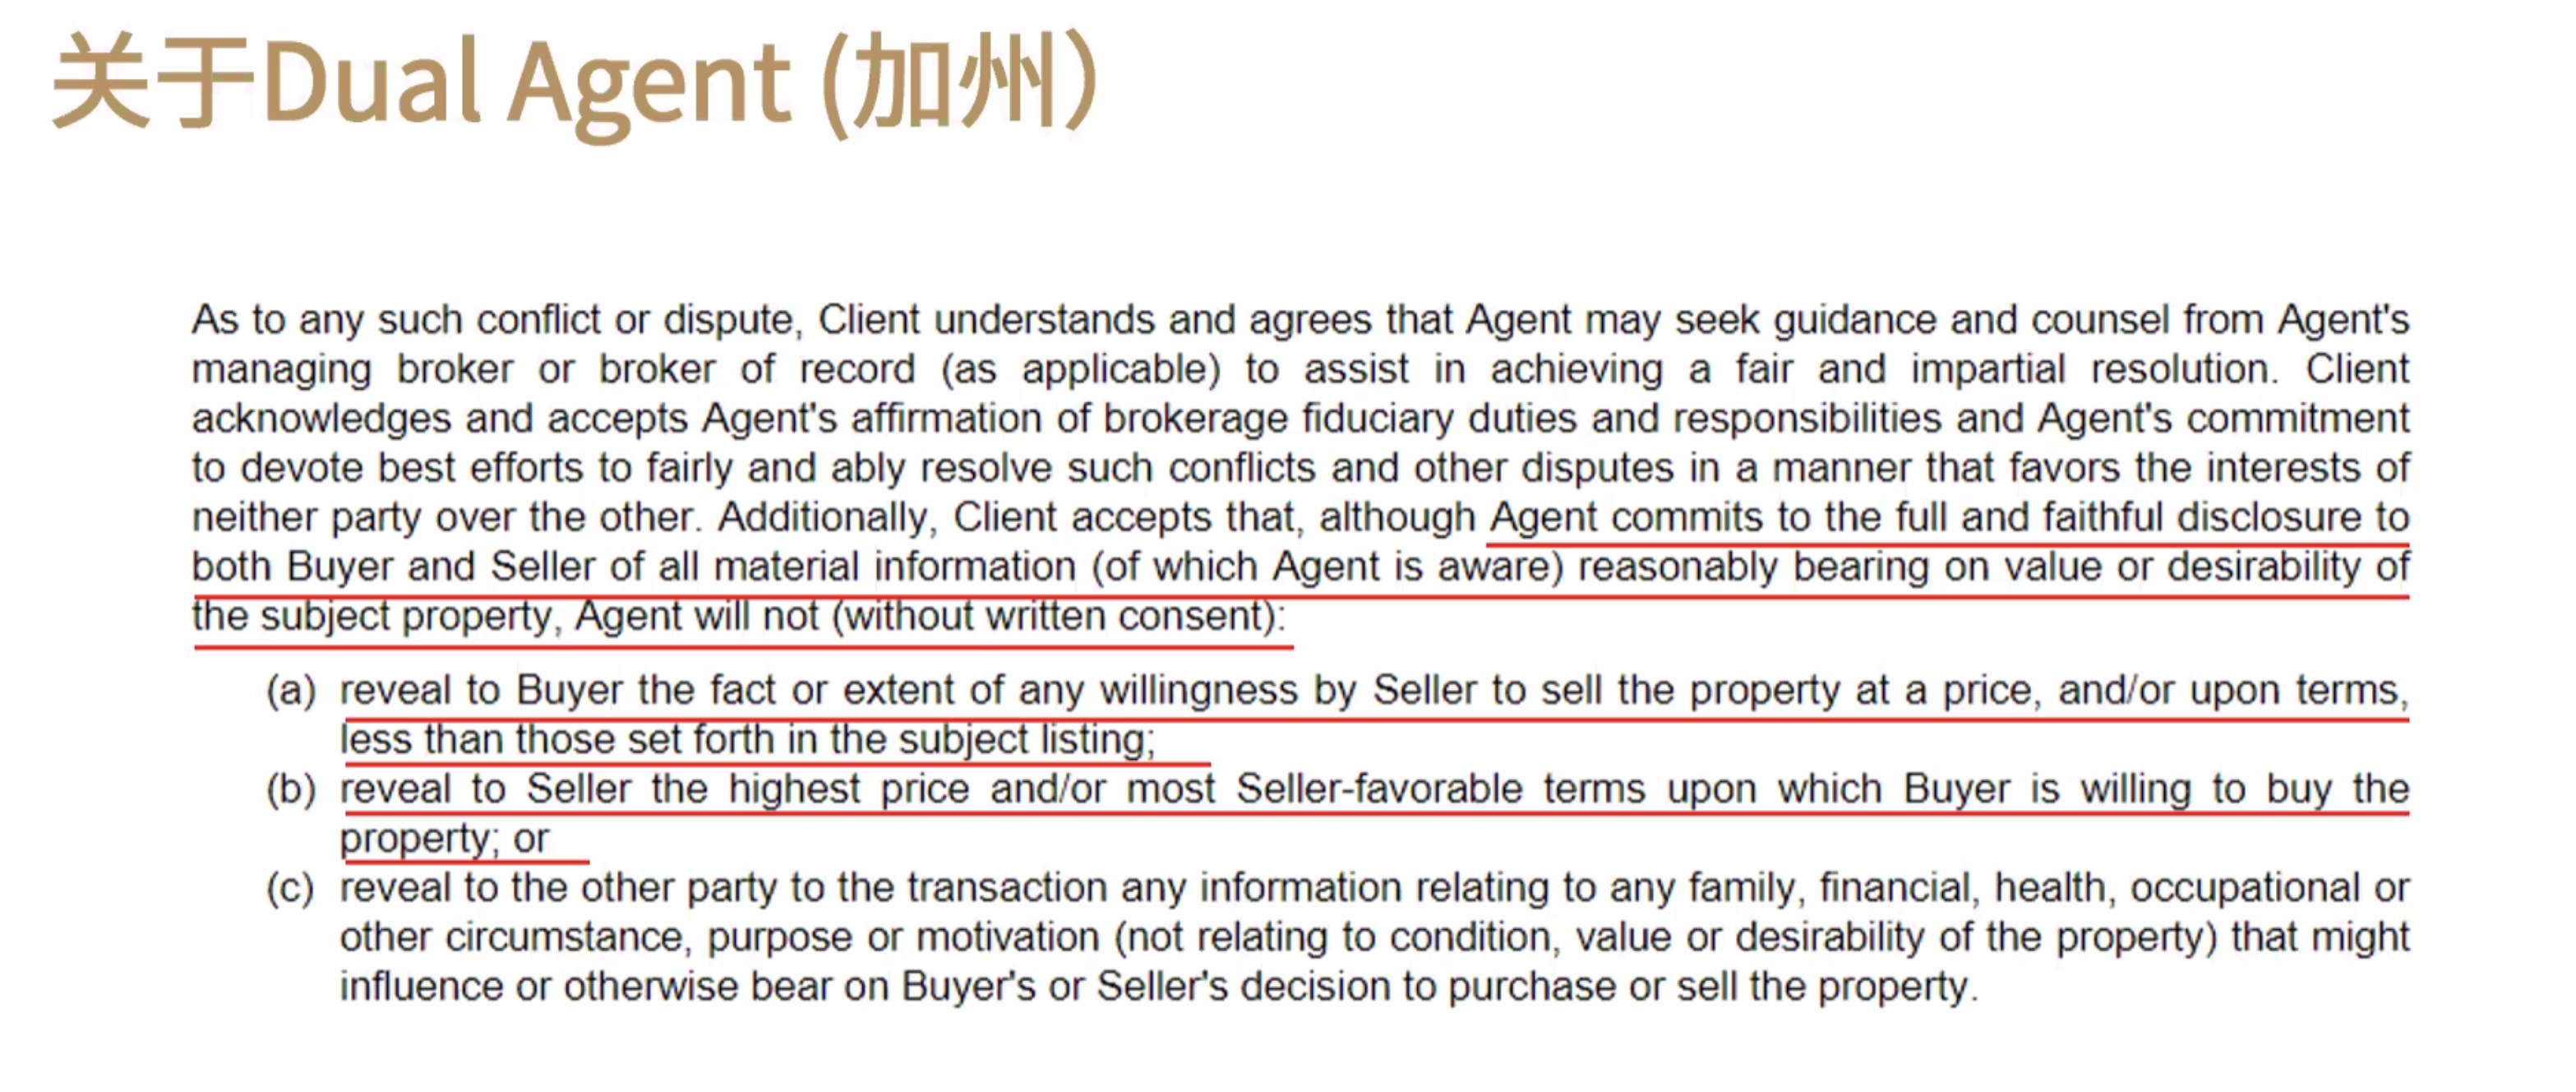 关于Dual Agent (加州）
As to any such conflict or dispute, Client understands and agrees that Agent may seek guidance and counsel from Agent's
managing broker or broker of record (as applicable) to assist in achieving a fair and impartial resolution. Client
acknowledges and accepts Agent's affirmation of brokerage fiduciary duties and responsibilities and Agent's commitment
to devote best efforts to fairly and ably resolve such conflicts and other disputes in a manner that favors the interests of
neither party over the other. Additionally, Client accepts that, although Agent commits to the full and faithful disclosure to
both Buyer and Seller of all material information (of which Agent is aware) reasonably bearing on value or desirability of
the subject property, Agent will not (without written consent):
(a) reveal to Buyer the fact or extent of any willingness by Seller to sell the property at a price, and/or upon terms,
less than those set forth in the subject listing;
(b) reveal to Seller the highest price and/or most Seller-favorable terms upon which Buyer is willing to buy the
property; or
(c) reveal to the other party to the transaction any information relating to any family, financial, health, occupational or
other circumstance, purpose or motivation (not relating to condition, value or desirability of the property) that might
influence or otherwise bear on Buyer's or Seller's decision to purchase or sell the property.